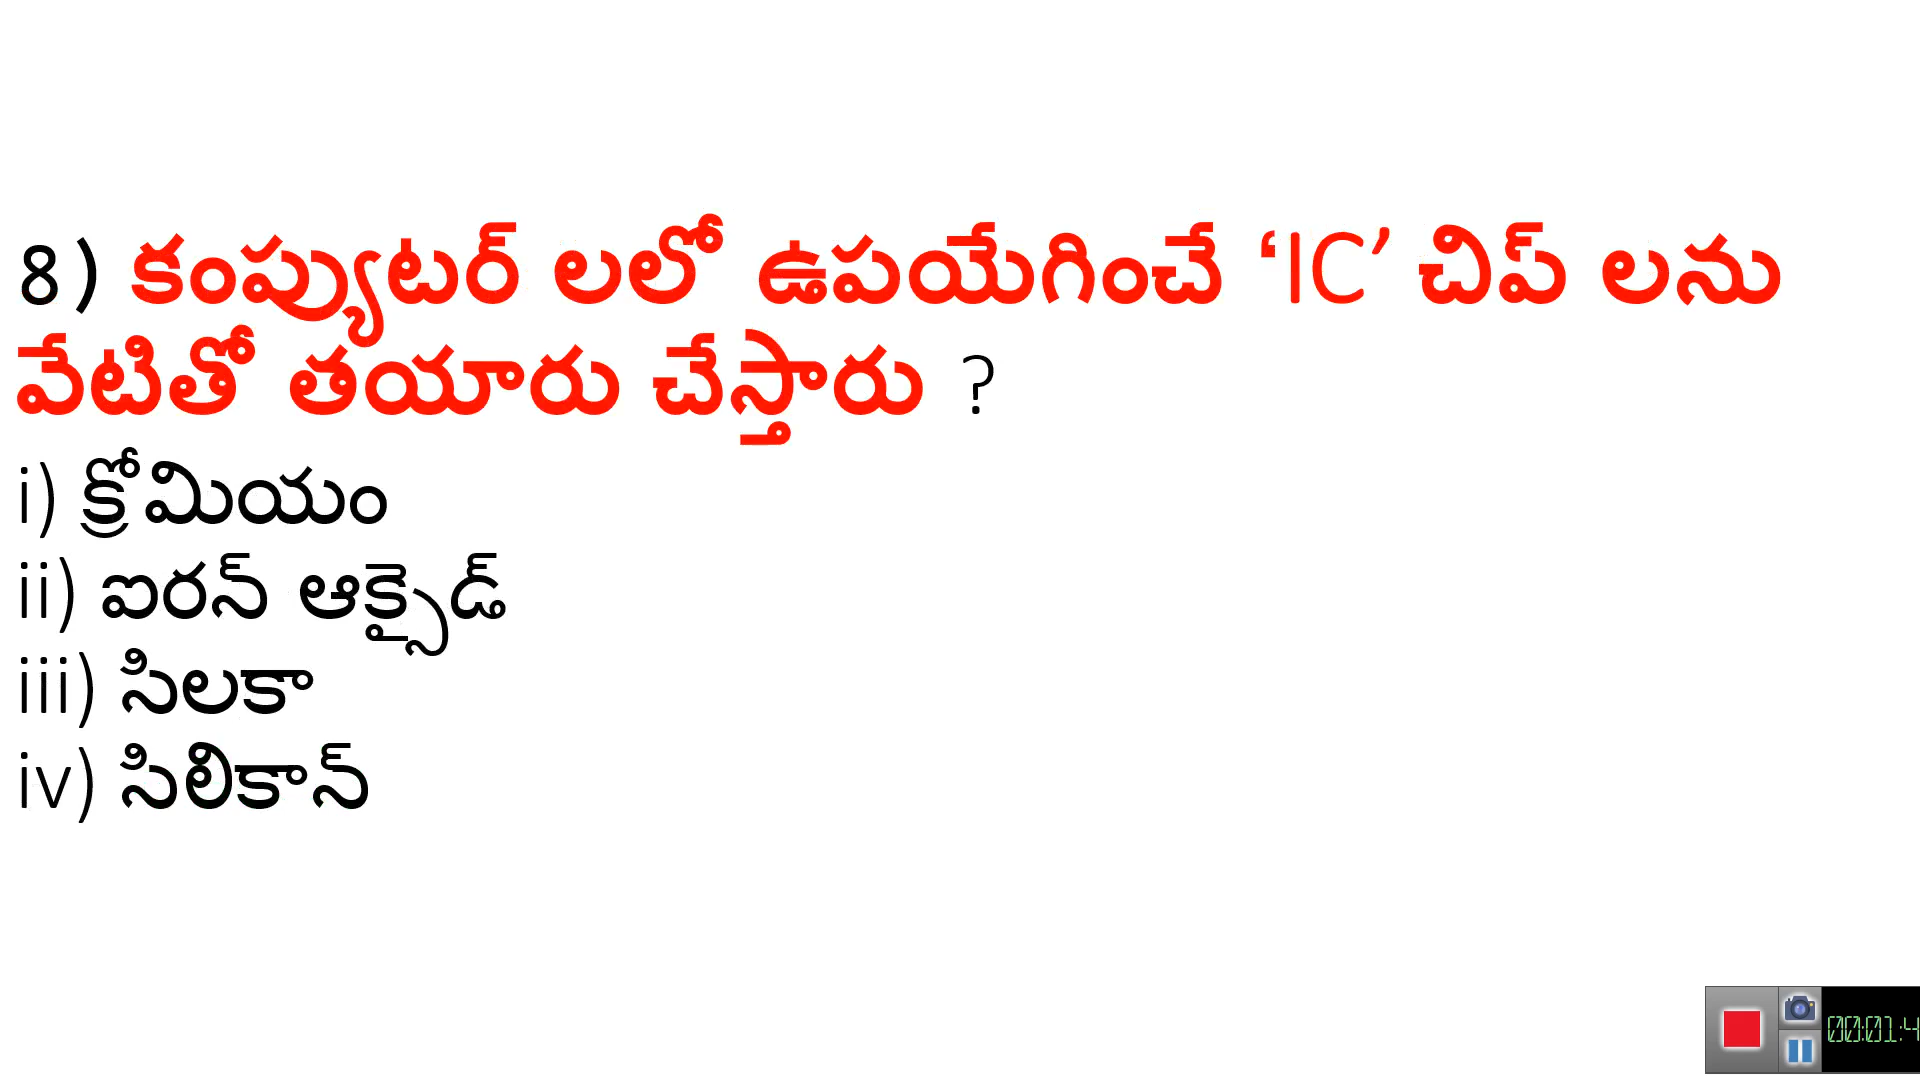 8) కంప్యుటర్ లలో ఉపయేగించే ‘IC’ చిప్ లను
వేటితో తయారు చేస్తారు ?
i) క్రోమియం
ii) ఐరన్ ఆక్సైడ్
iii) సిలకా
iv) సిలికాన్
00:01:4